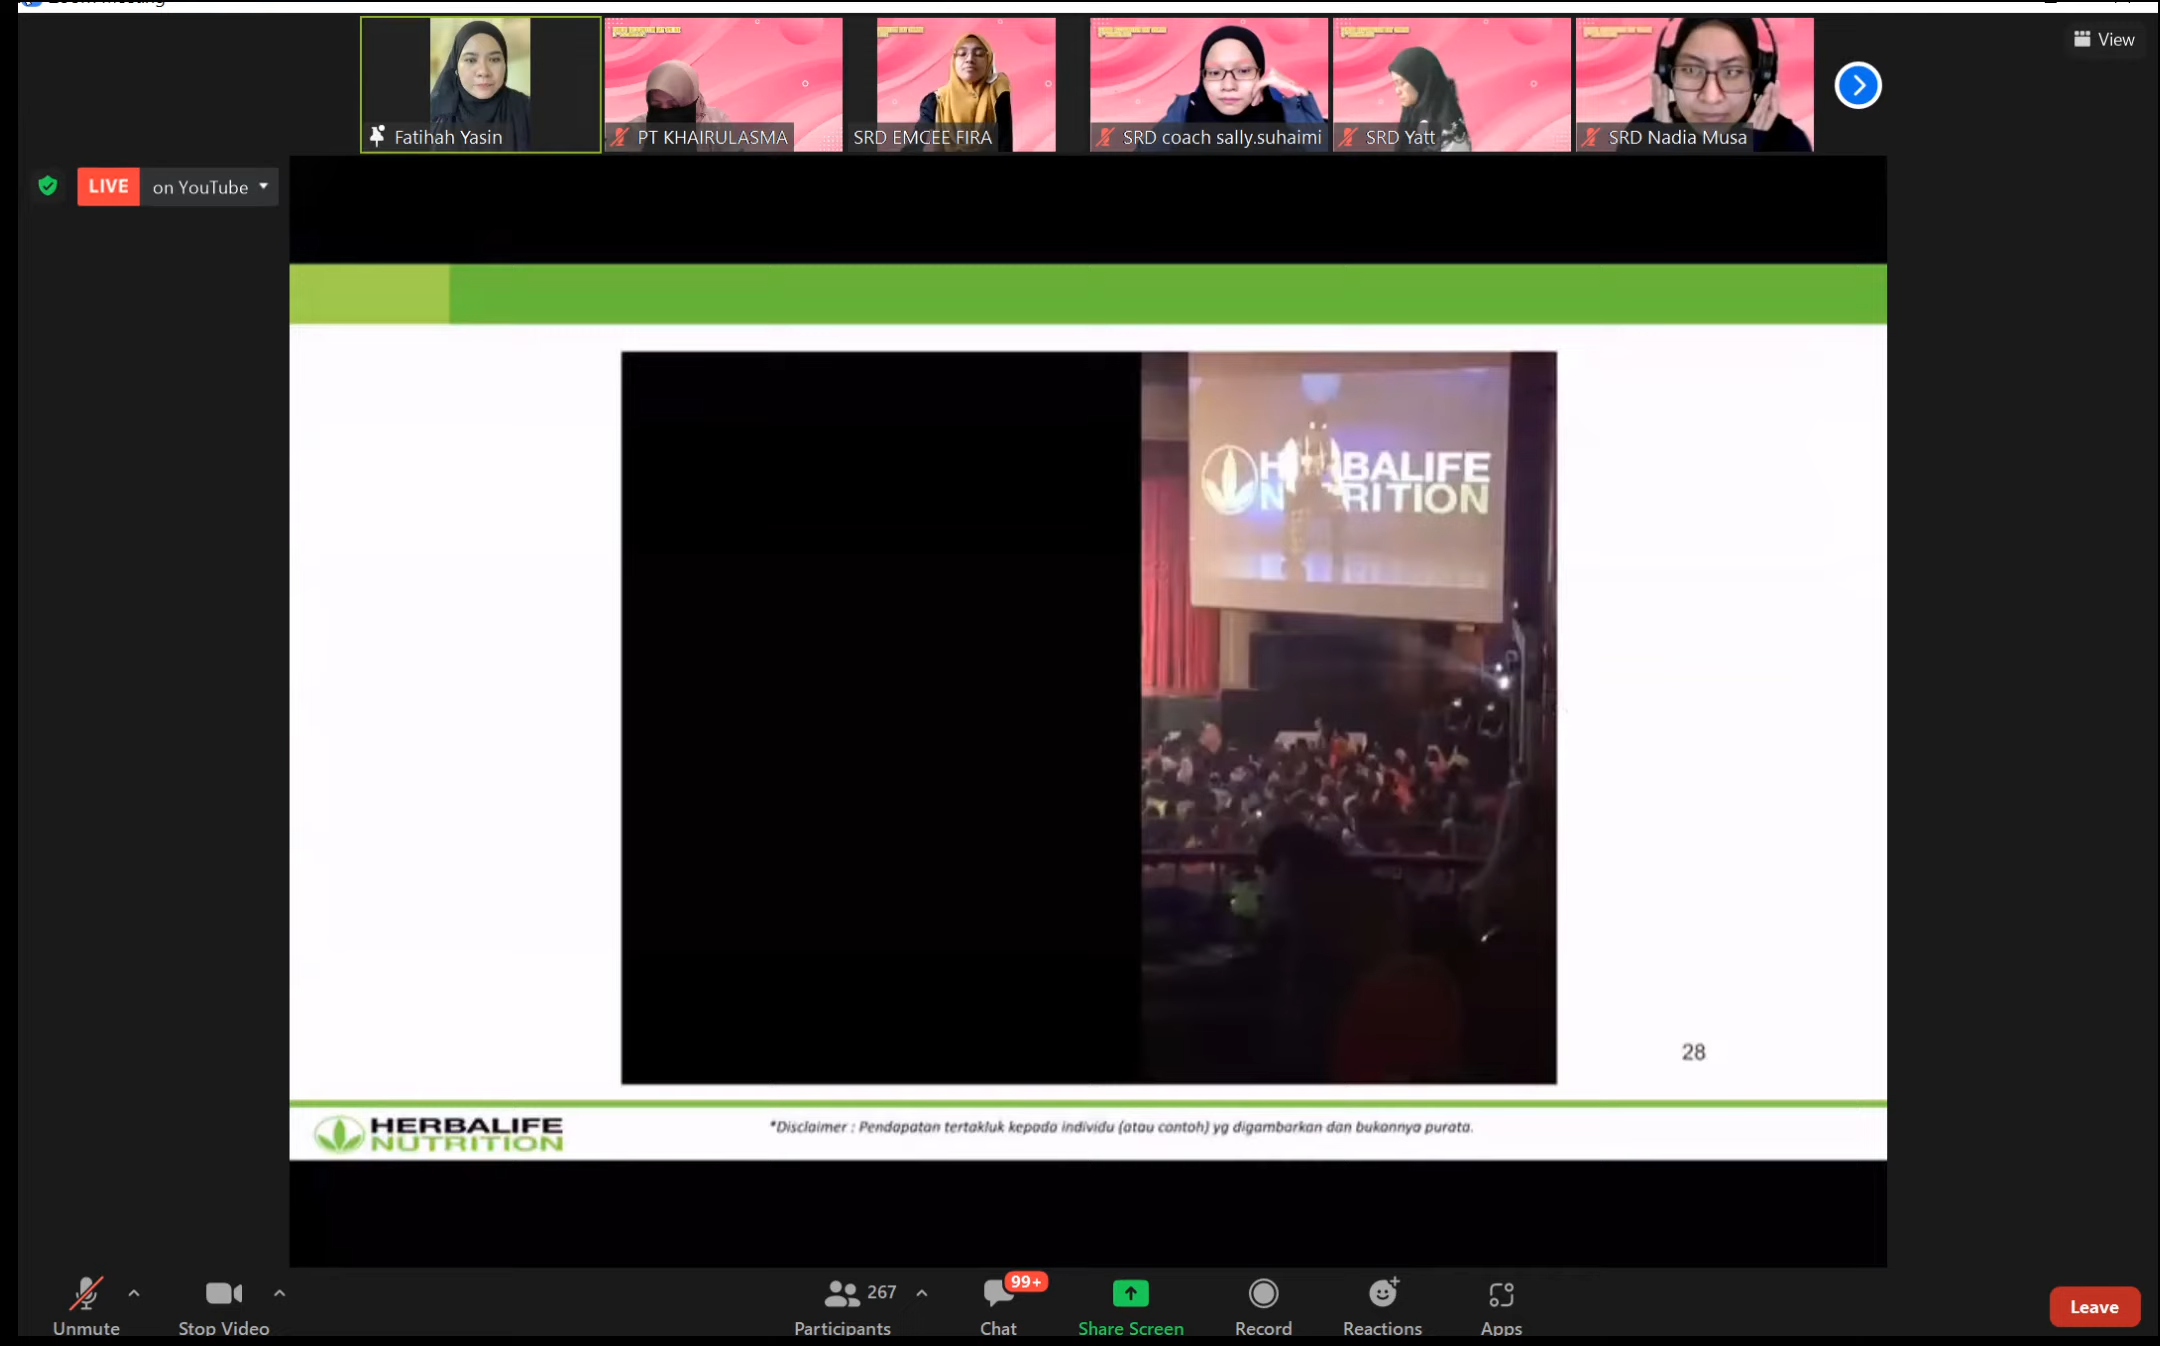 View
Fatihah Yasin
PT KHAIRULASMA
SRD EMCEE FIRA
SRD coach sally.suhaimi
SRD Yatt
SRD Nadia Musa
LIVE on YouTube
BALIFE
RITION
28
HERBALIFE
NUTRITION
*Disclaimer : Pendapatan tertakluk kepada individu (atau contoh) yg digambarkan dan bukannya purata.
Unmute
Stop Video
267
Participants
99+
Chat
Share Screen
Record
Reactions
Apps
Leave